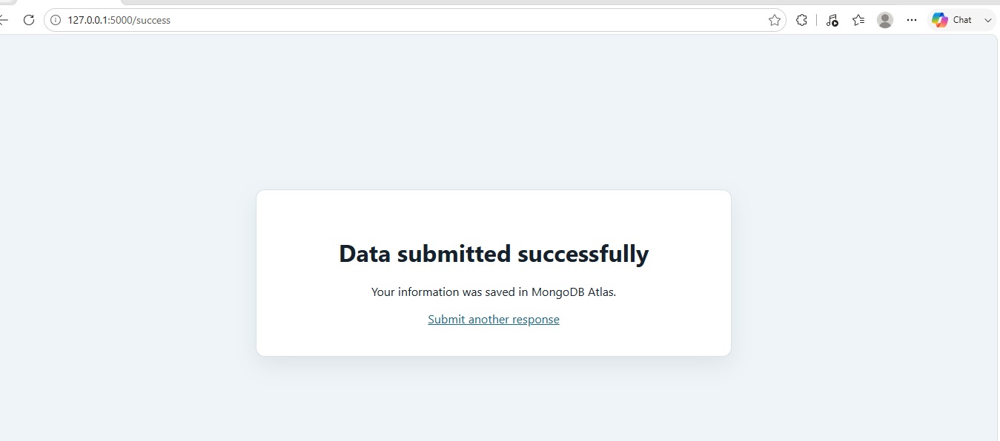 127.0.0.1:5000/success
Chat
Data submitted successfully
Your information was saved in MongoDB Atlas.
Submit another response